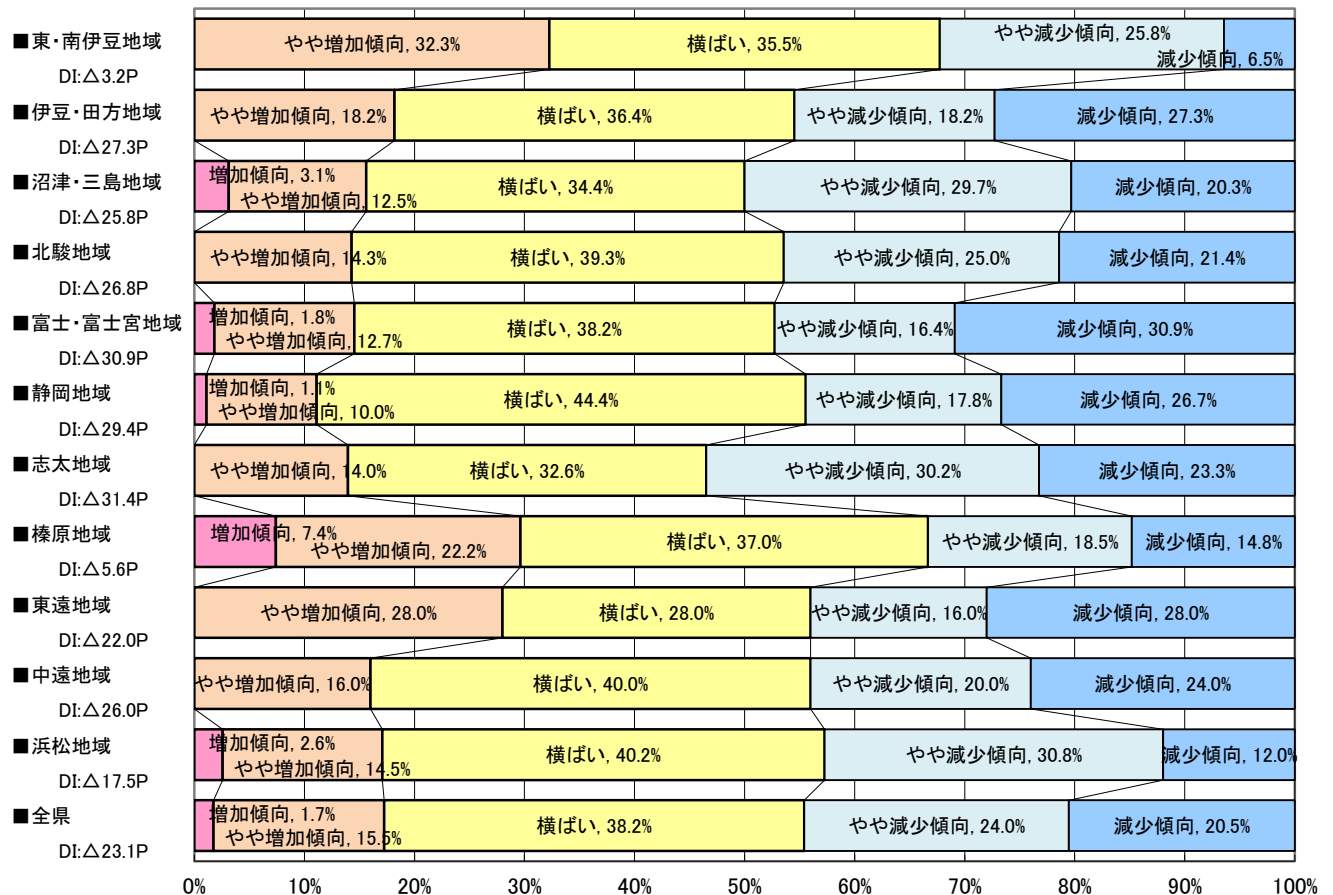 ■東・南伊豆地域
DI:△3.2P
やや増加傾向, 32.3%
横ばい, 35.5%
やや減少傾向, 25.8%
減少傾向, 6.5%
■伊豆・田方地域
DI:△27.3P
やや増加傾向, 18.2%
横ばい, 36.4%
やや減少傾向, 18.2%
減少傾向, 27.3%
■沼津・三島地域
DI:△25.8P
増加傾向, 3.1%
やや増加傾向, 12.5%
横ばい, 34.4%
やや減少傾向, 29.7%
減少傾向, 20.3%
■北駿地域
DI:△26.8P
やや増加傾向, 14.3%
横ばい, 39.3%
やや減少傾向, 25.0%
減少傾向, 21.4%
■富士・富士宮地域
DI:△30.9P
増加傾向, 1.8%
やや増加傾向, 12.7%
横ばい, 38.2%
やや減少傾向, 16.4%
減少傾向, 30.9%
■静岡地域
DI:△29.4P
増加傾向, 1.1%
やや増加傾向, 10.0%
横ばい, 44.4%
やや減少傾向, 17.8%
減少傾向, 26.7%
■志太地域
DI:△31.4P
やや増加傾向, 14.0%
横ばい, 32.6%
やや減少傾向, 30.2%
減少傾向, 23.3%
■榛原地域
DI:△5.6P
増加傾向, 7.4%
やや増加傾向, 22.2%
横ばい, 37.0%
やや減少傾向, 18.5%
減少傾向, 14.8%
■東遠地域
DI:△22.0P
やや増加傾向, 28.0%
横ばい, 28.0%
やや減少傾向, 16.0%
減少傾向, 28.0%
■中遠地域
DI:△26.0P
やや増加傾向, 16.0%
横ばい, 40.0%
やや減少傾向, 20.0%
減少傾向, 24.0%
■浜松地域
DI:△17.5P
増加傾向, 2.6%
やや増加傾向, 14.5%
横ばい, 40.2%
やや減少傾向, 30.8%
減少傾向, 12.0%
■全県
DI:△23.1P
増加傾向, 1.7%
やや増加傾向, 15.5%
横ばい, 38.2%
やや減少傾向, 24.0%
減少傾向, 20.5%
0% 10% 20% 30% 40% 50% 60% 70% 80% 90% 100%